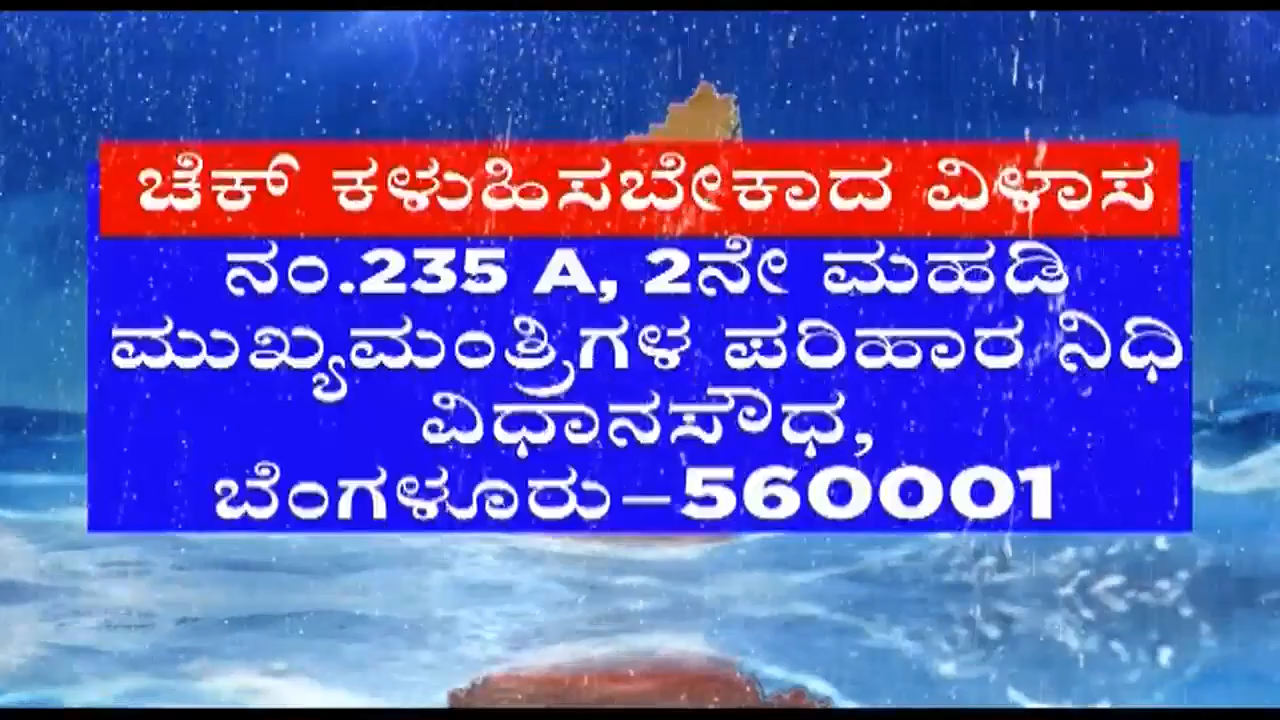 ಚೆಕ್ ಕಳುಹಿಸಬೇಕಾದ ವಿಳಾಸ
ನಂ.235 A, 2ನೇ ಮಹಡಿ
ಮುಖ್ಯಮಂತ್ರಿಗಳ ಪರಿಹಾರ ನಿಧಿ
ವಿಧಾನಸೌಧ,
ಬೆಂಗಳೂರು–560001